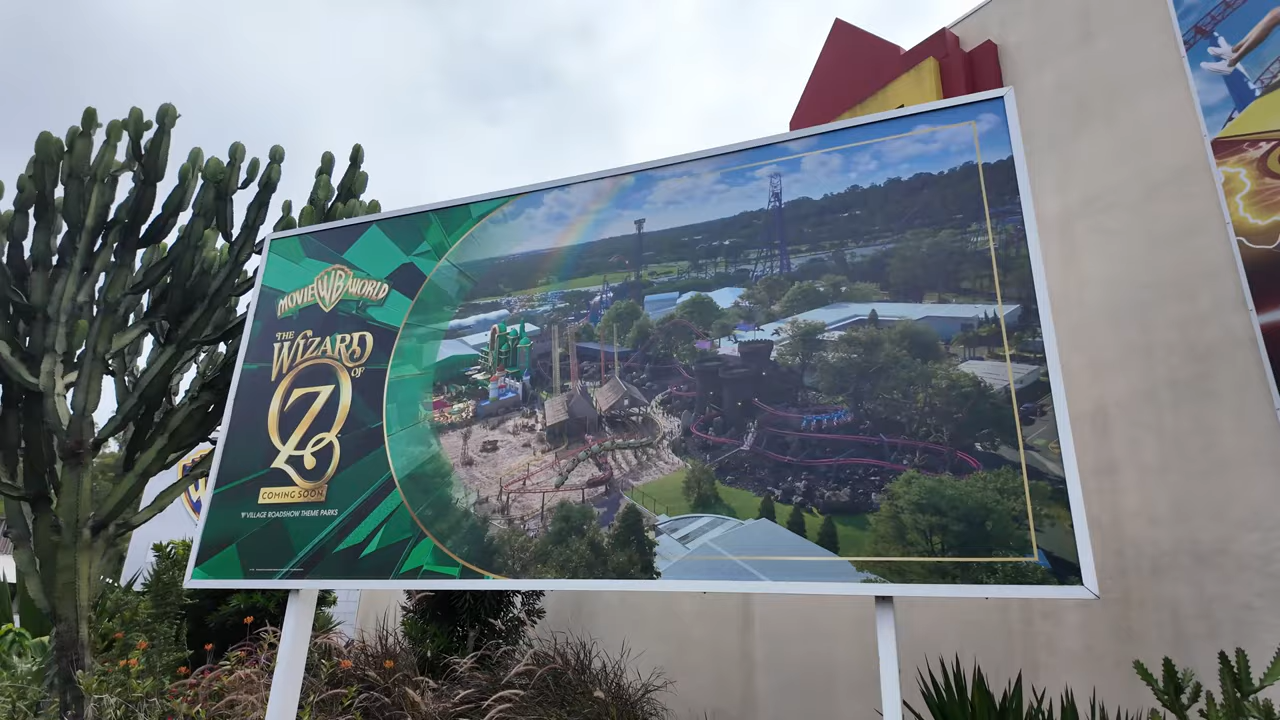 MOVIE WB WORLD
THE
WIZARD
OF
OZ
COMING SOON
VILLAGE ROADSHOW THEME PARKS